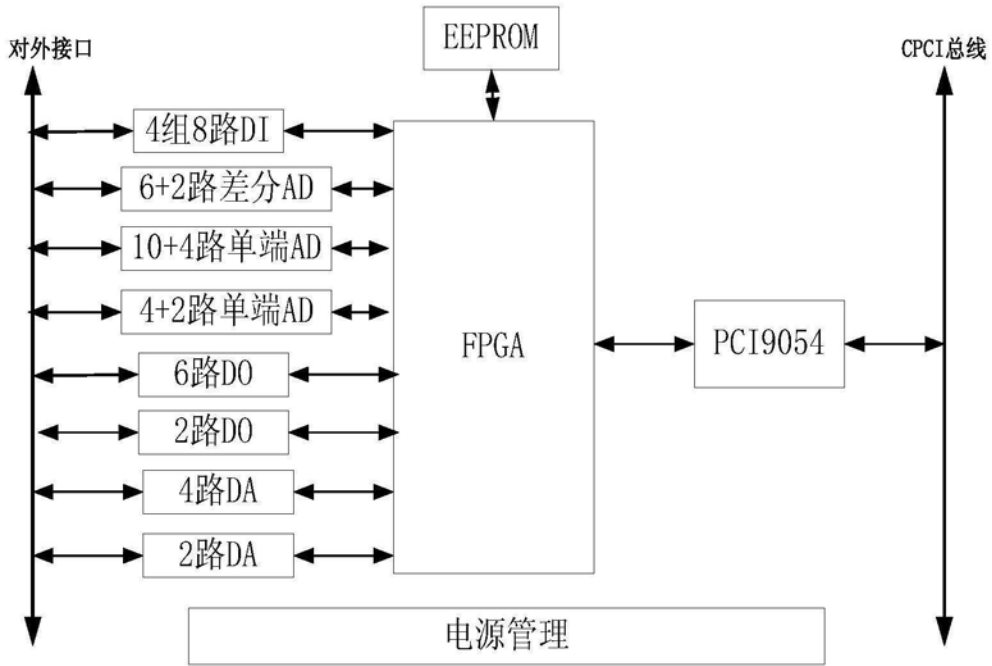 EEPROM
对外接口
CPCI总线
4组8路DI
6+2路差分AD
10+4路单端AD
4+2路单端AD
FPGA
PCI9054
6路DO
2路DO
4路DA
2路DA
电源管理